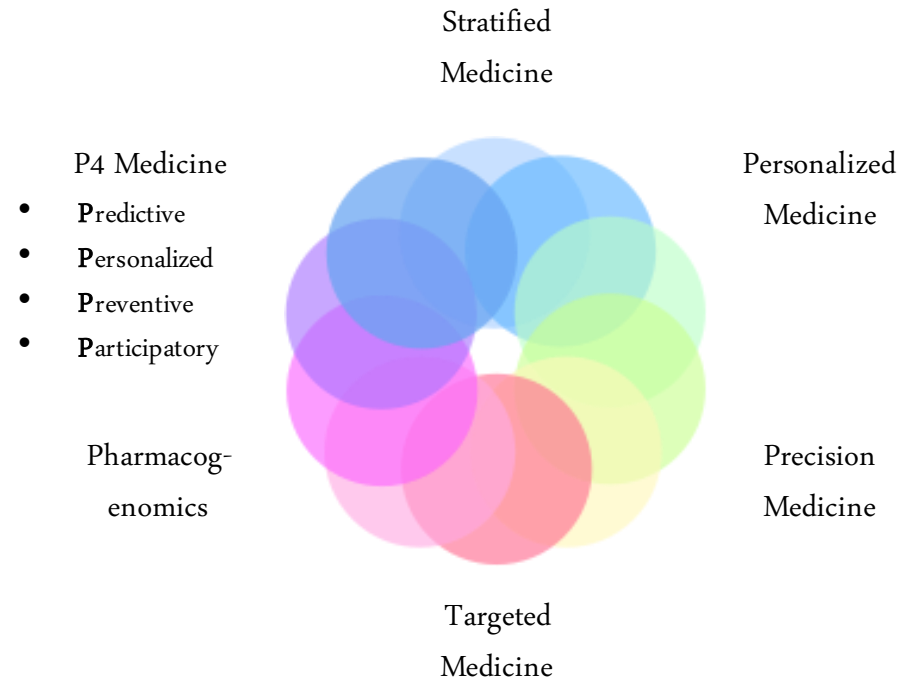 Stratified
Medicine
P4 Medicine
• Predictive
• Personalized
• Preventive
• Participatory
Personalized
Medicine
Pharmacog-
enomics
Precision
Medicine
Targeted
Medicine